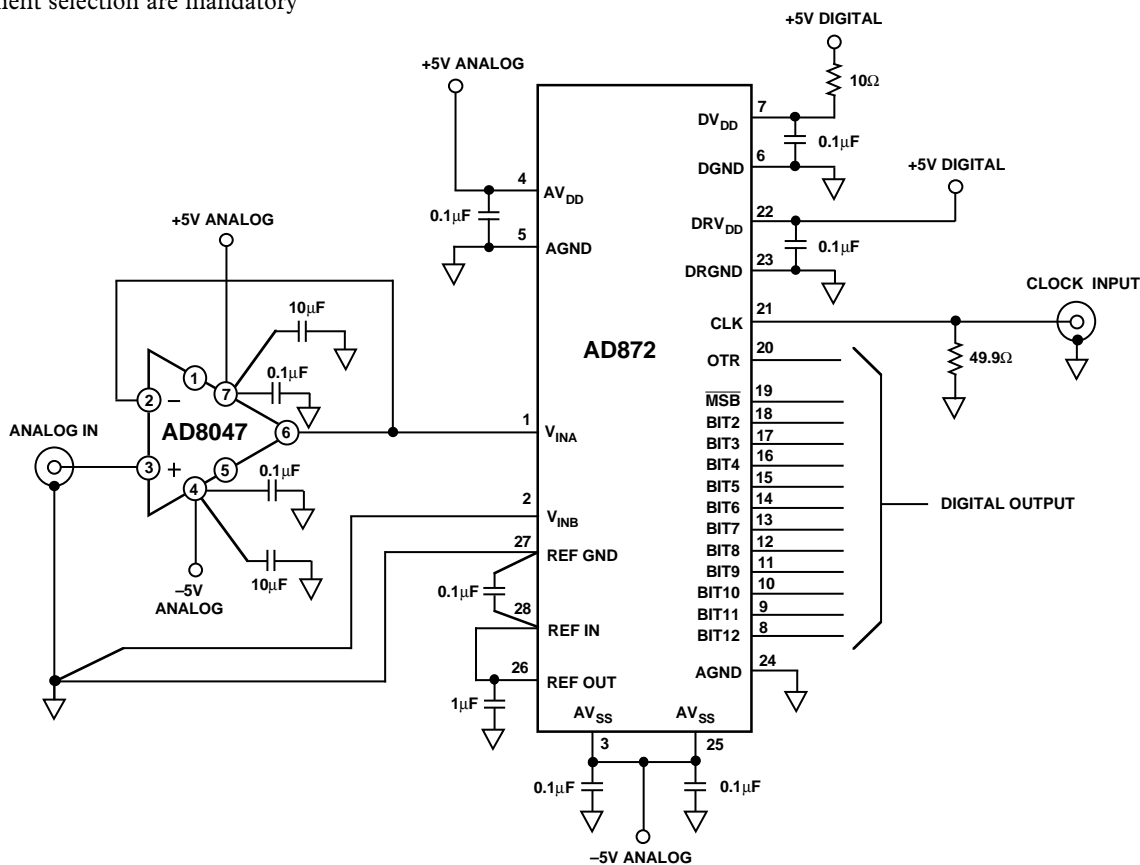 ment selection are mandatory
+5V DIGITAL
+5V ANALOG
10Ω
7
DVDD
0.1µF
6
DGND
+5V DIGITAL
4
AVDD
22
DRVDD
+5V ANALOG
0.1µF
5
AGND
0.1µF
23
DRGND
CLOCK INPUT
10µF
21
CLK
AD872
20
OTR
49.9Ω
1
7
0.1µF
2
−
19
MSB
18
BIT2
ANALOG IN
AD8047
6
1
VINA
17
BIT3
16
BIT4
3
+
5
0.1µF
15
BIT5
4
14
BIT6
DIGITAL OUTPUT
2
VINB
13
BIT7
27
REF GND
12
BIT8
–5V
ANALOG
10µF
11
BIT9
0.1µF
10
BIT10
28
REF IN
9
BIT11
8
BIT12
26
REF OUT
24
AGND
1µF
AVSS
AVSS
3
25
0.1µF
0.1µF
–5V ANALOG